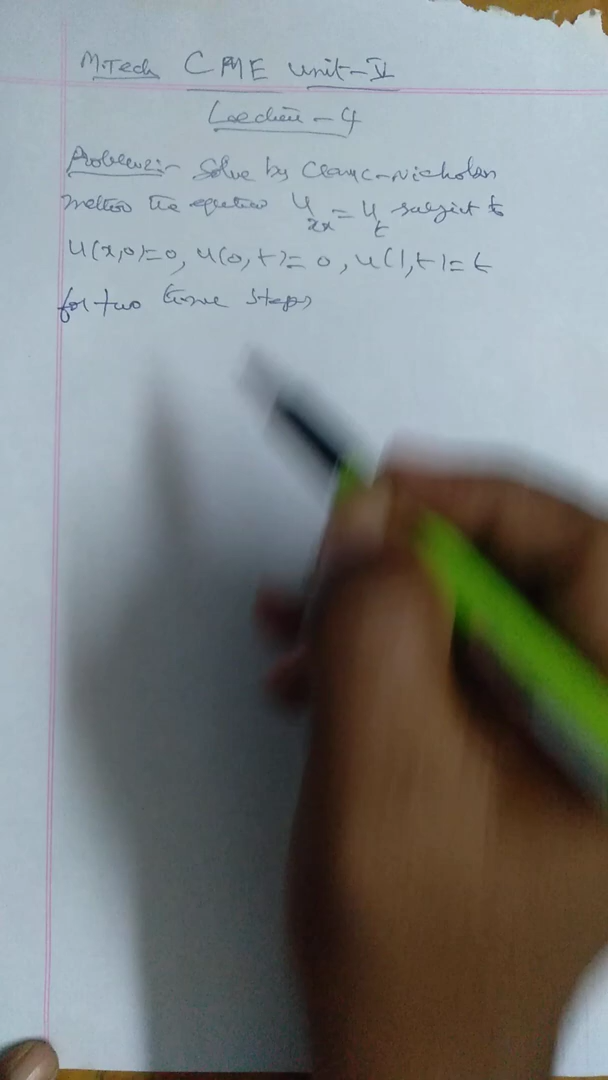 M.Tech CME Unit-V
Lecture-4
Problem:- Solve by Crank-Nicholson
method the equation u_xx = u_t subject to
u(x,0)=0, u(0,t)=0, u(1,t)=t
for two time steps